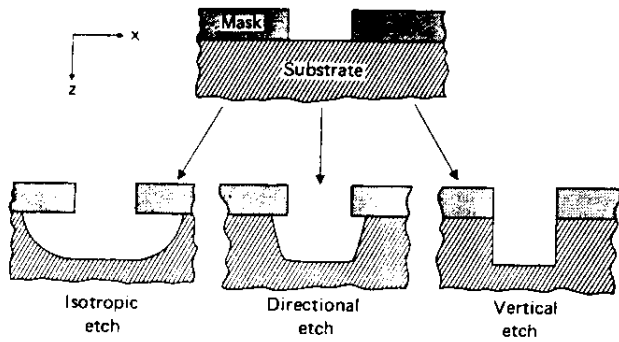 Mask
x
z
Substrate
Isotropic
etch
Directional
etch
Vertical
etch